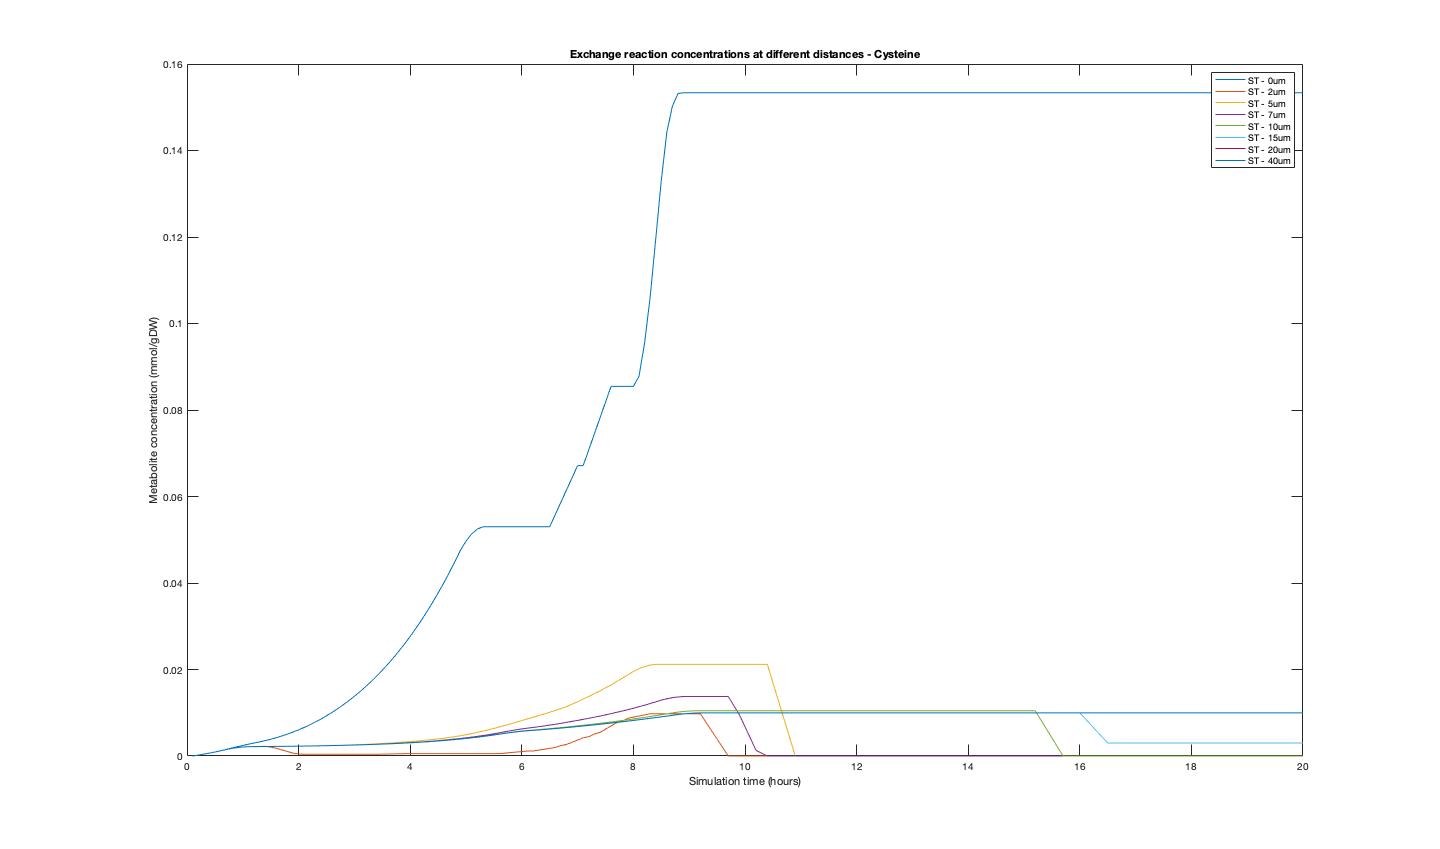 Exchange reaction concentrations at different distances - Cysteine
0.16
0.14
0.12
0.1
0.08
0.06
0.04
0.02
0
Metabolite concentration (mmol/gDW)
ST - 0um
ST - 2um
ST - 5um
ST - 7um
ST - 10um
ST - 15um
ST - 20um
ST - 40um
0 2 4 6 8 10 12 14 16 18 20
Simulation time (hours)